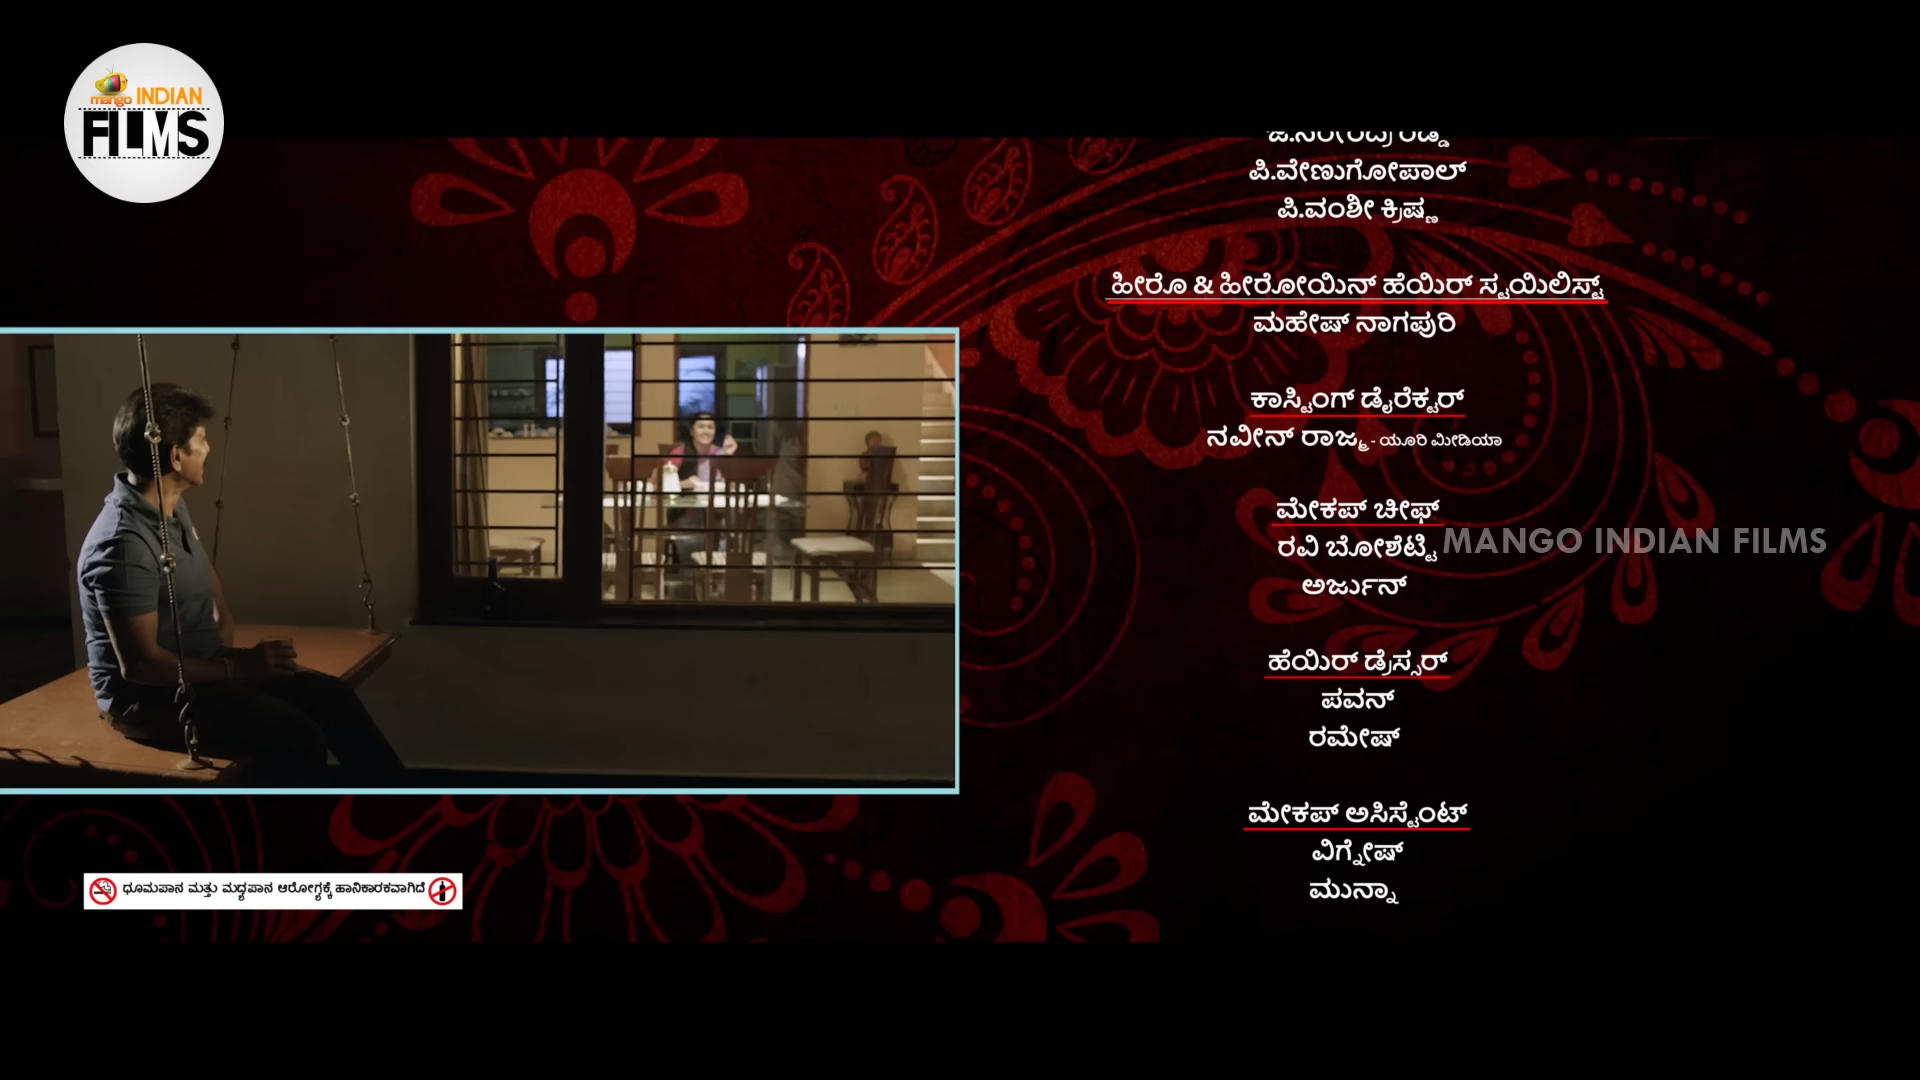 mango INDIAN
FILMS
ಪಿ.ವೇಣುಗೋಪಾಲ್
ಪಿ.ವಂಶೀ ಕ್ರಿಷ್ಣ
ಹೀರೊ & ಹೀರೋಯಿನ್ ಹೆಯಿರ್ ಸ್ಟಯಿಲಿಸ್ಟ್
ಮಹೇಷ್ ನಾಗಪುರಿ
ಕಾಸ್ಟಿಂಗ್ ಡೈರೆಕ್ಟರ್
ನವೀನ್ - ಯೂರಿ ಮೀಡಿಯಾ
ಮೇಕಪ್ ಚೀಫ್
ರವಿ ಬೋಶೆಟ್ಟಿ
MANGO INDIAN FILMS
ಅರ್ಜುನ್
ಹೆಯಿರ್ ಡ್ರೆಸ್ಸರ್
ಪವನ್
ರಮೇಷ್
ಮೇಕಪ್ ಅಸಿಸ್ಟೆಂಟ್
ವಿಗ್ನೇಷ್
ಮುನ್ನಾ
ಧೂಮಪಾನ ಮತ್ತು ಮದ್ಯಪಾನ ಆರೋಗ್ಯಕ್ಕೆ ಹಾನಿಕಾರಕವಾಗಿದೆ